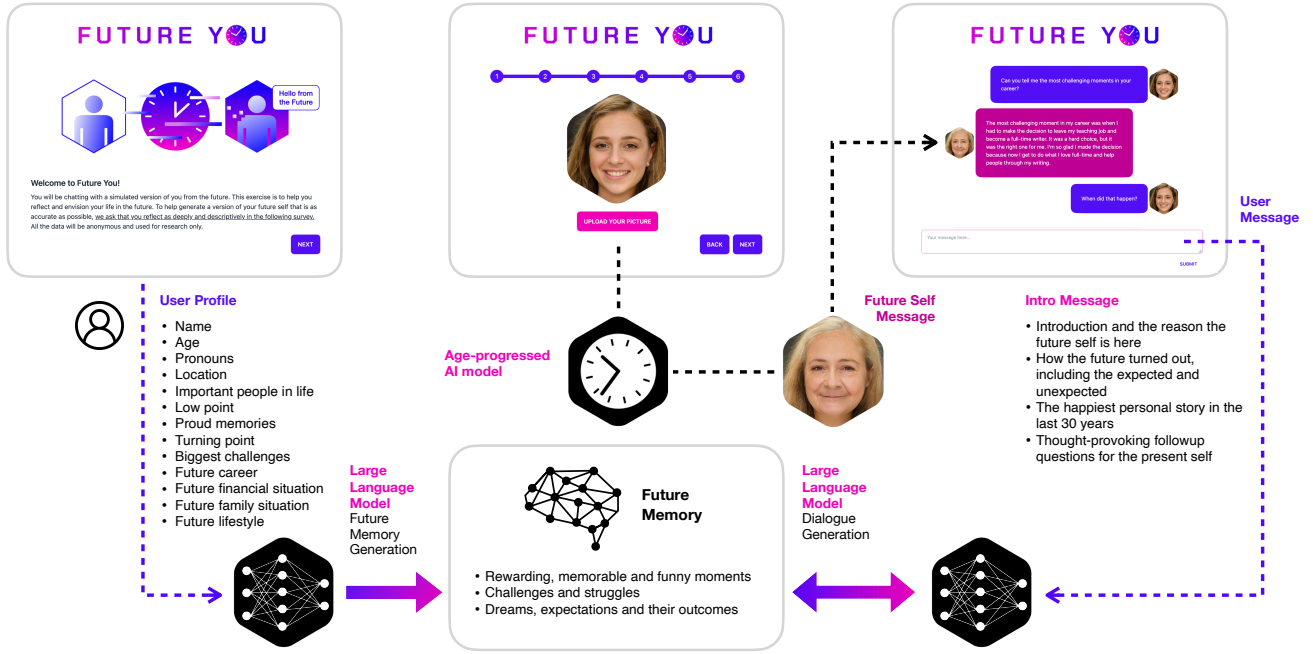 FUTURE YOU
Hello from
the Future
Welcome to Future You!
You will be chatting with a simulated version of you from the future. This exercise is to help you
reflect and envision your life in the future. To help generate a version of your future self that is as
accurate as possible, we ask that you reflect as deeply and descriptively in the following survey.
All the data will be anonymous and used for research only.
NEXT
FUTURE YOU
1 2 3 4 5 6
UPLOAD YOUR PICTURE
BACK NEXT
FUTURE YOU
Can you tell me the most challenging moments in your
career?
The most challenging moment in my career was when I
had to make the decision to leave my teaching job and
become a full-time writer. It was a hard choice, but it
was the right one for me. I'm so glad I made the decision
because now I get to do what I love full-time and help
people through my writing.
When did that happen?
Your message here...
SUBMIT
User
Message
User Profile
• Name
• Age
• Pronouns
• Location
• Important people in life
• Low point
• Proud memories
• Turning point
• Biggest challenges
• Future career
• Future financial situation
• Future family situation
• Future lifestyle
Age-progressed
AI model
Future Self
Message
Intro Message
• Introduction and the reason the
future self is here
• How the future turned out,
including the expected and
unexpected
• The happiest personal story in the
last 30 years
• Thought-provoking followup
questions for the present self
Large
Language
Model
Future
Memory
Generation
Future
Memory
• Rewarding, memorable and funny moments
• Challenges and struggles
• Dreams, expectations and their outcomes
Large
Language
Model
Dialogue
Generation